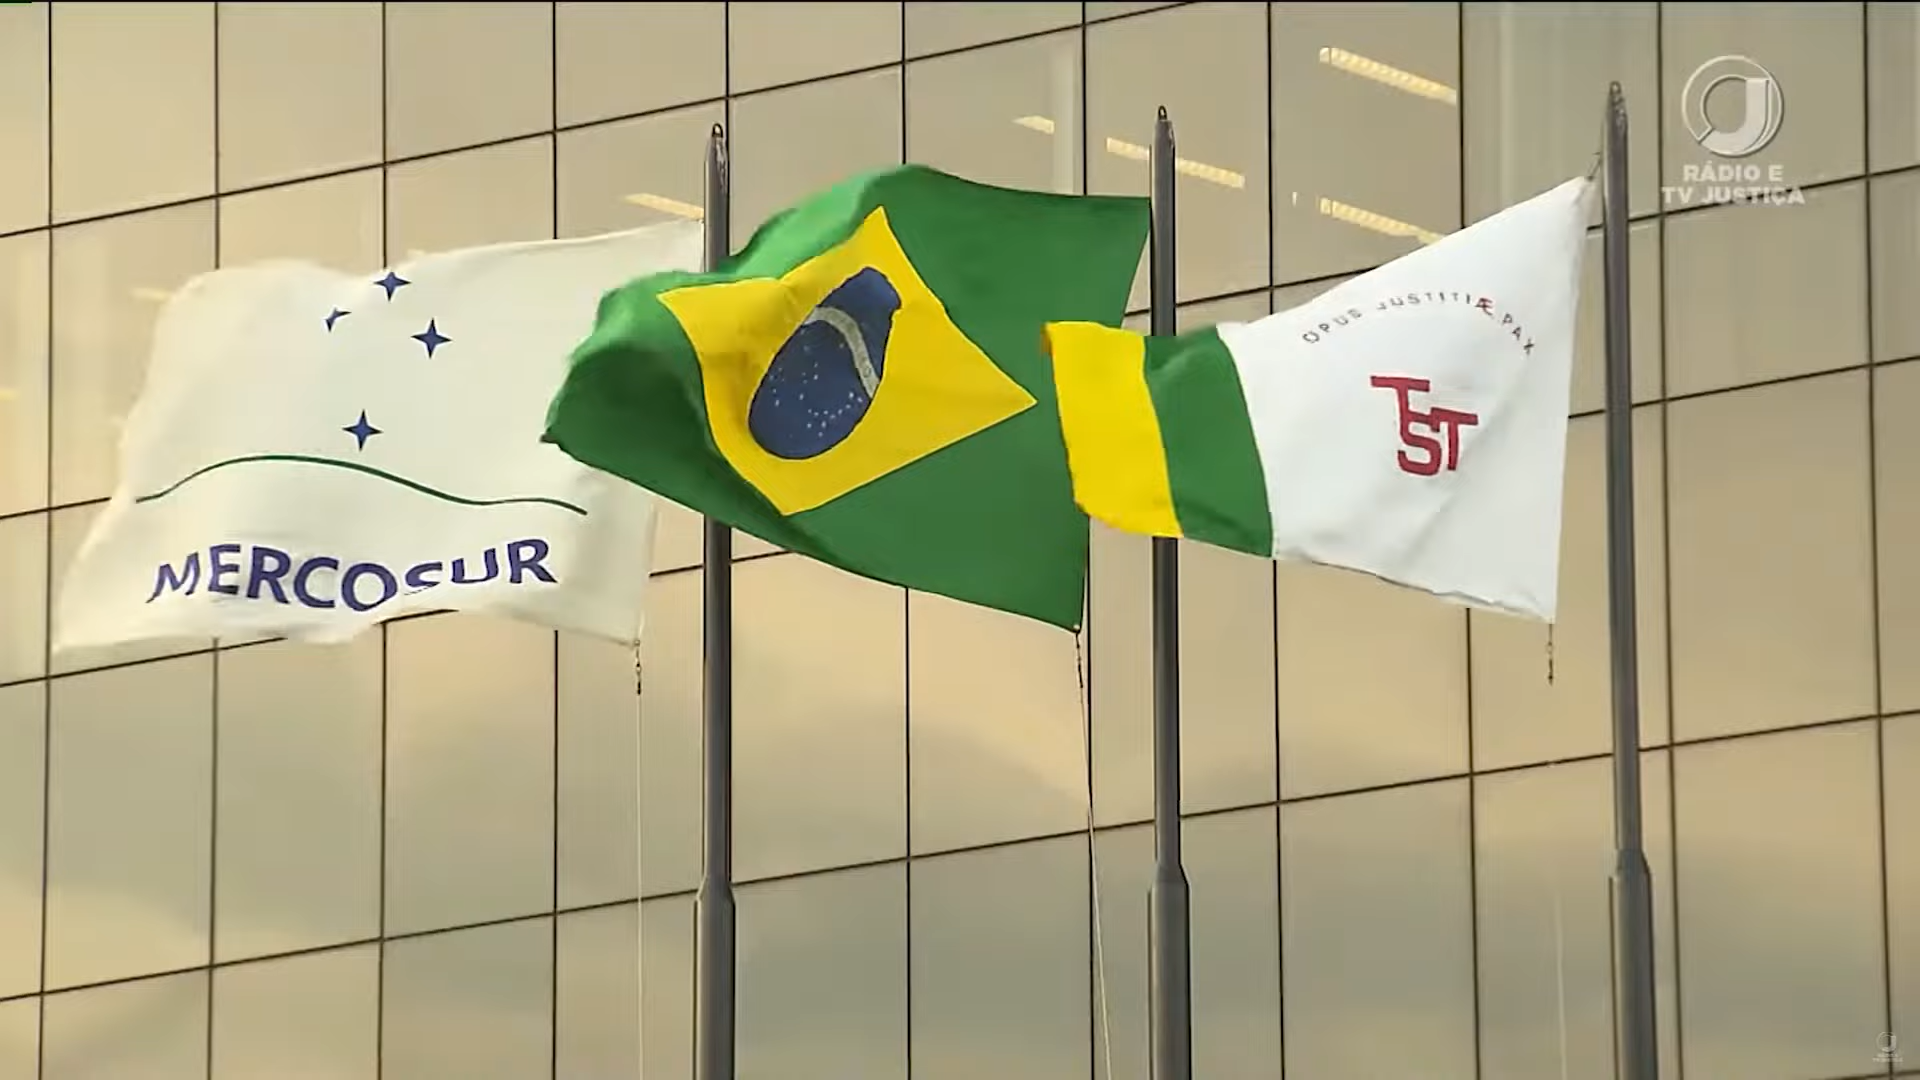 RÁDIO E
TV JUSTIÇA
OPUS JUSTITIÆ PAX
TST
MERCOSUR